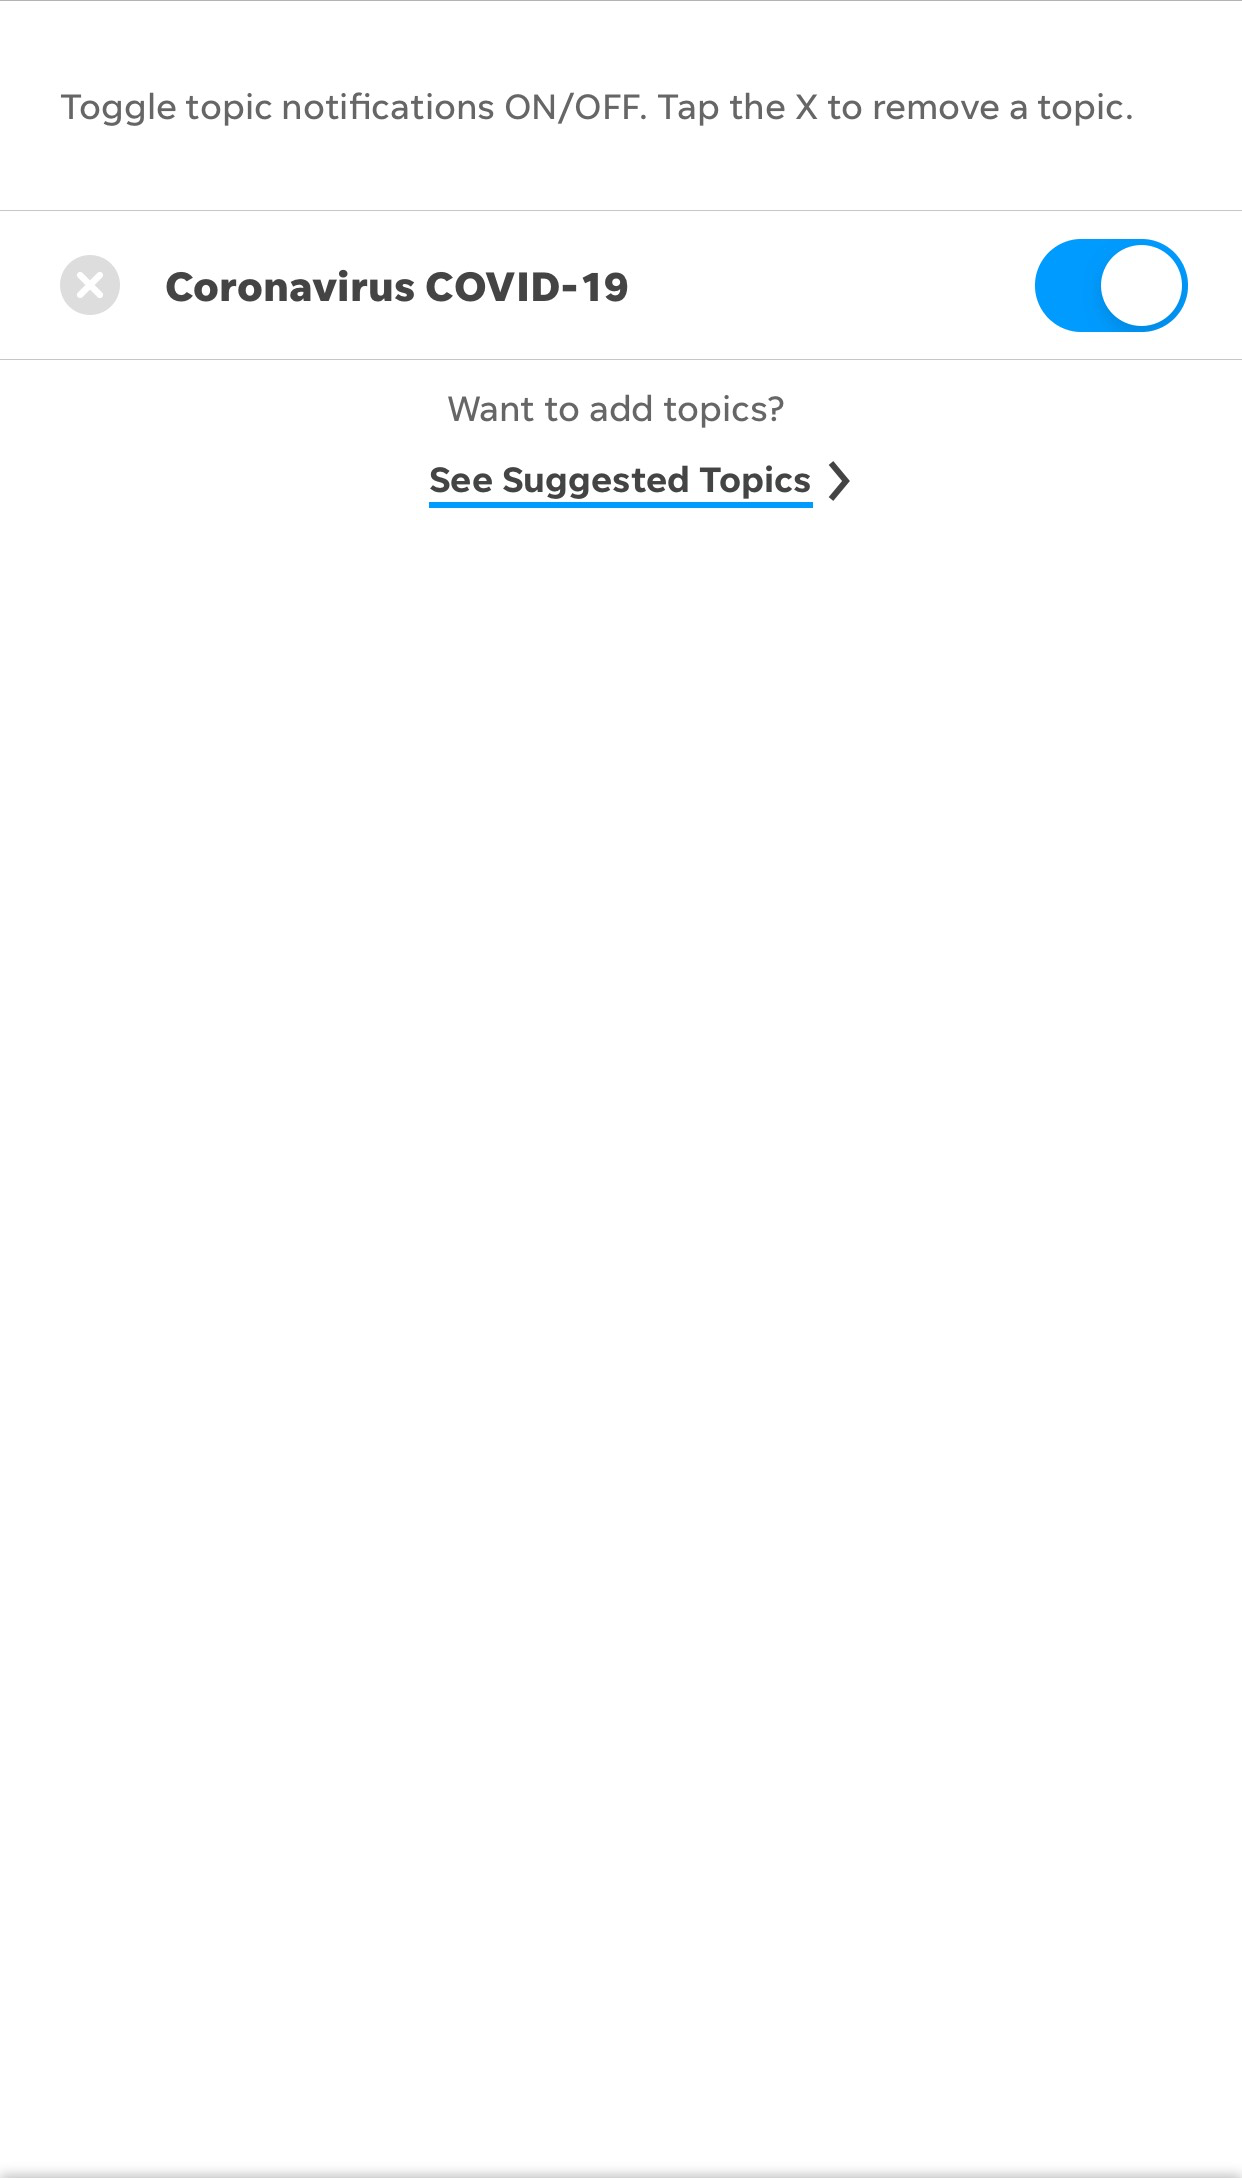 Toggle topic notifications ON/OFF. Tap the X to remove a topic.
Coronavirus COVID-19
Want to add topics?
See Suggested Topics